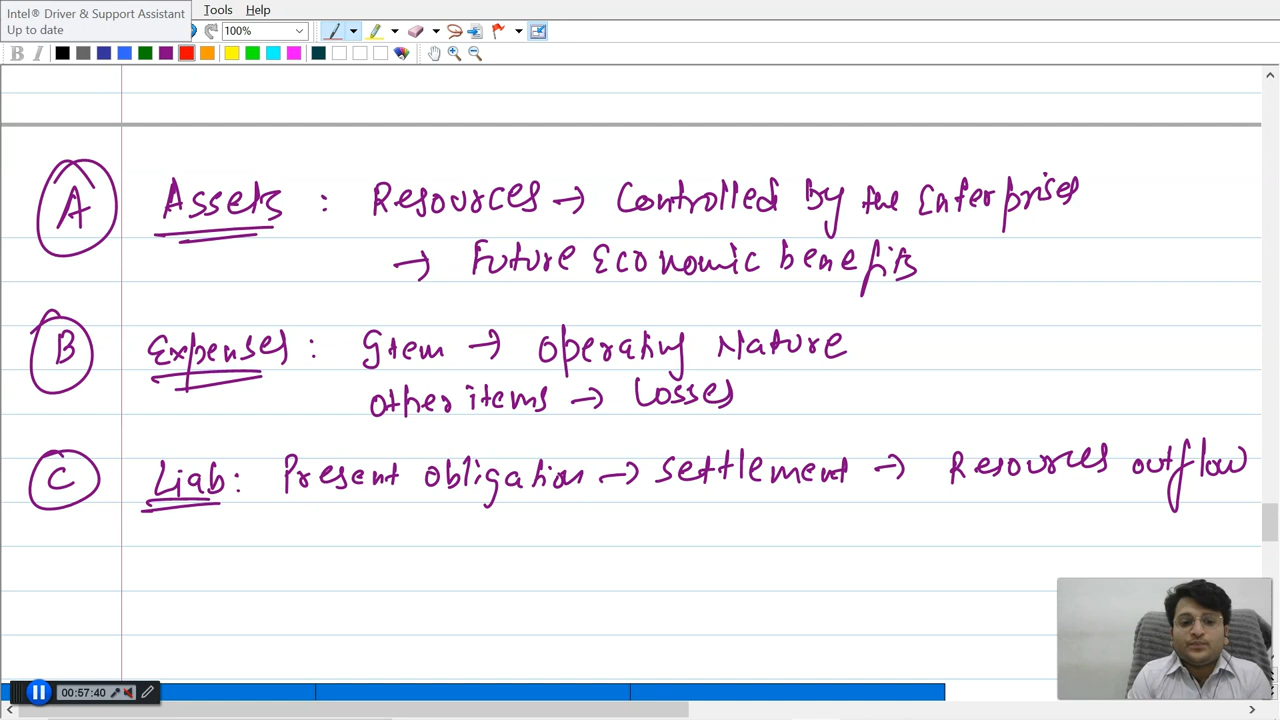 Intel® Driver & Support Assistant
Up to date
Tools Help
100%
B I
A Assets : Resources → Controlled By the Enterprises
→ Future Economic benefits
B Expenses : Item → Operating Nature
other items → Losses
C Liab : Present obligation → settlement → Resources outflow
00:57:40